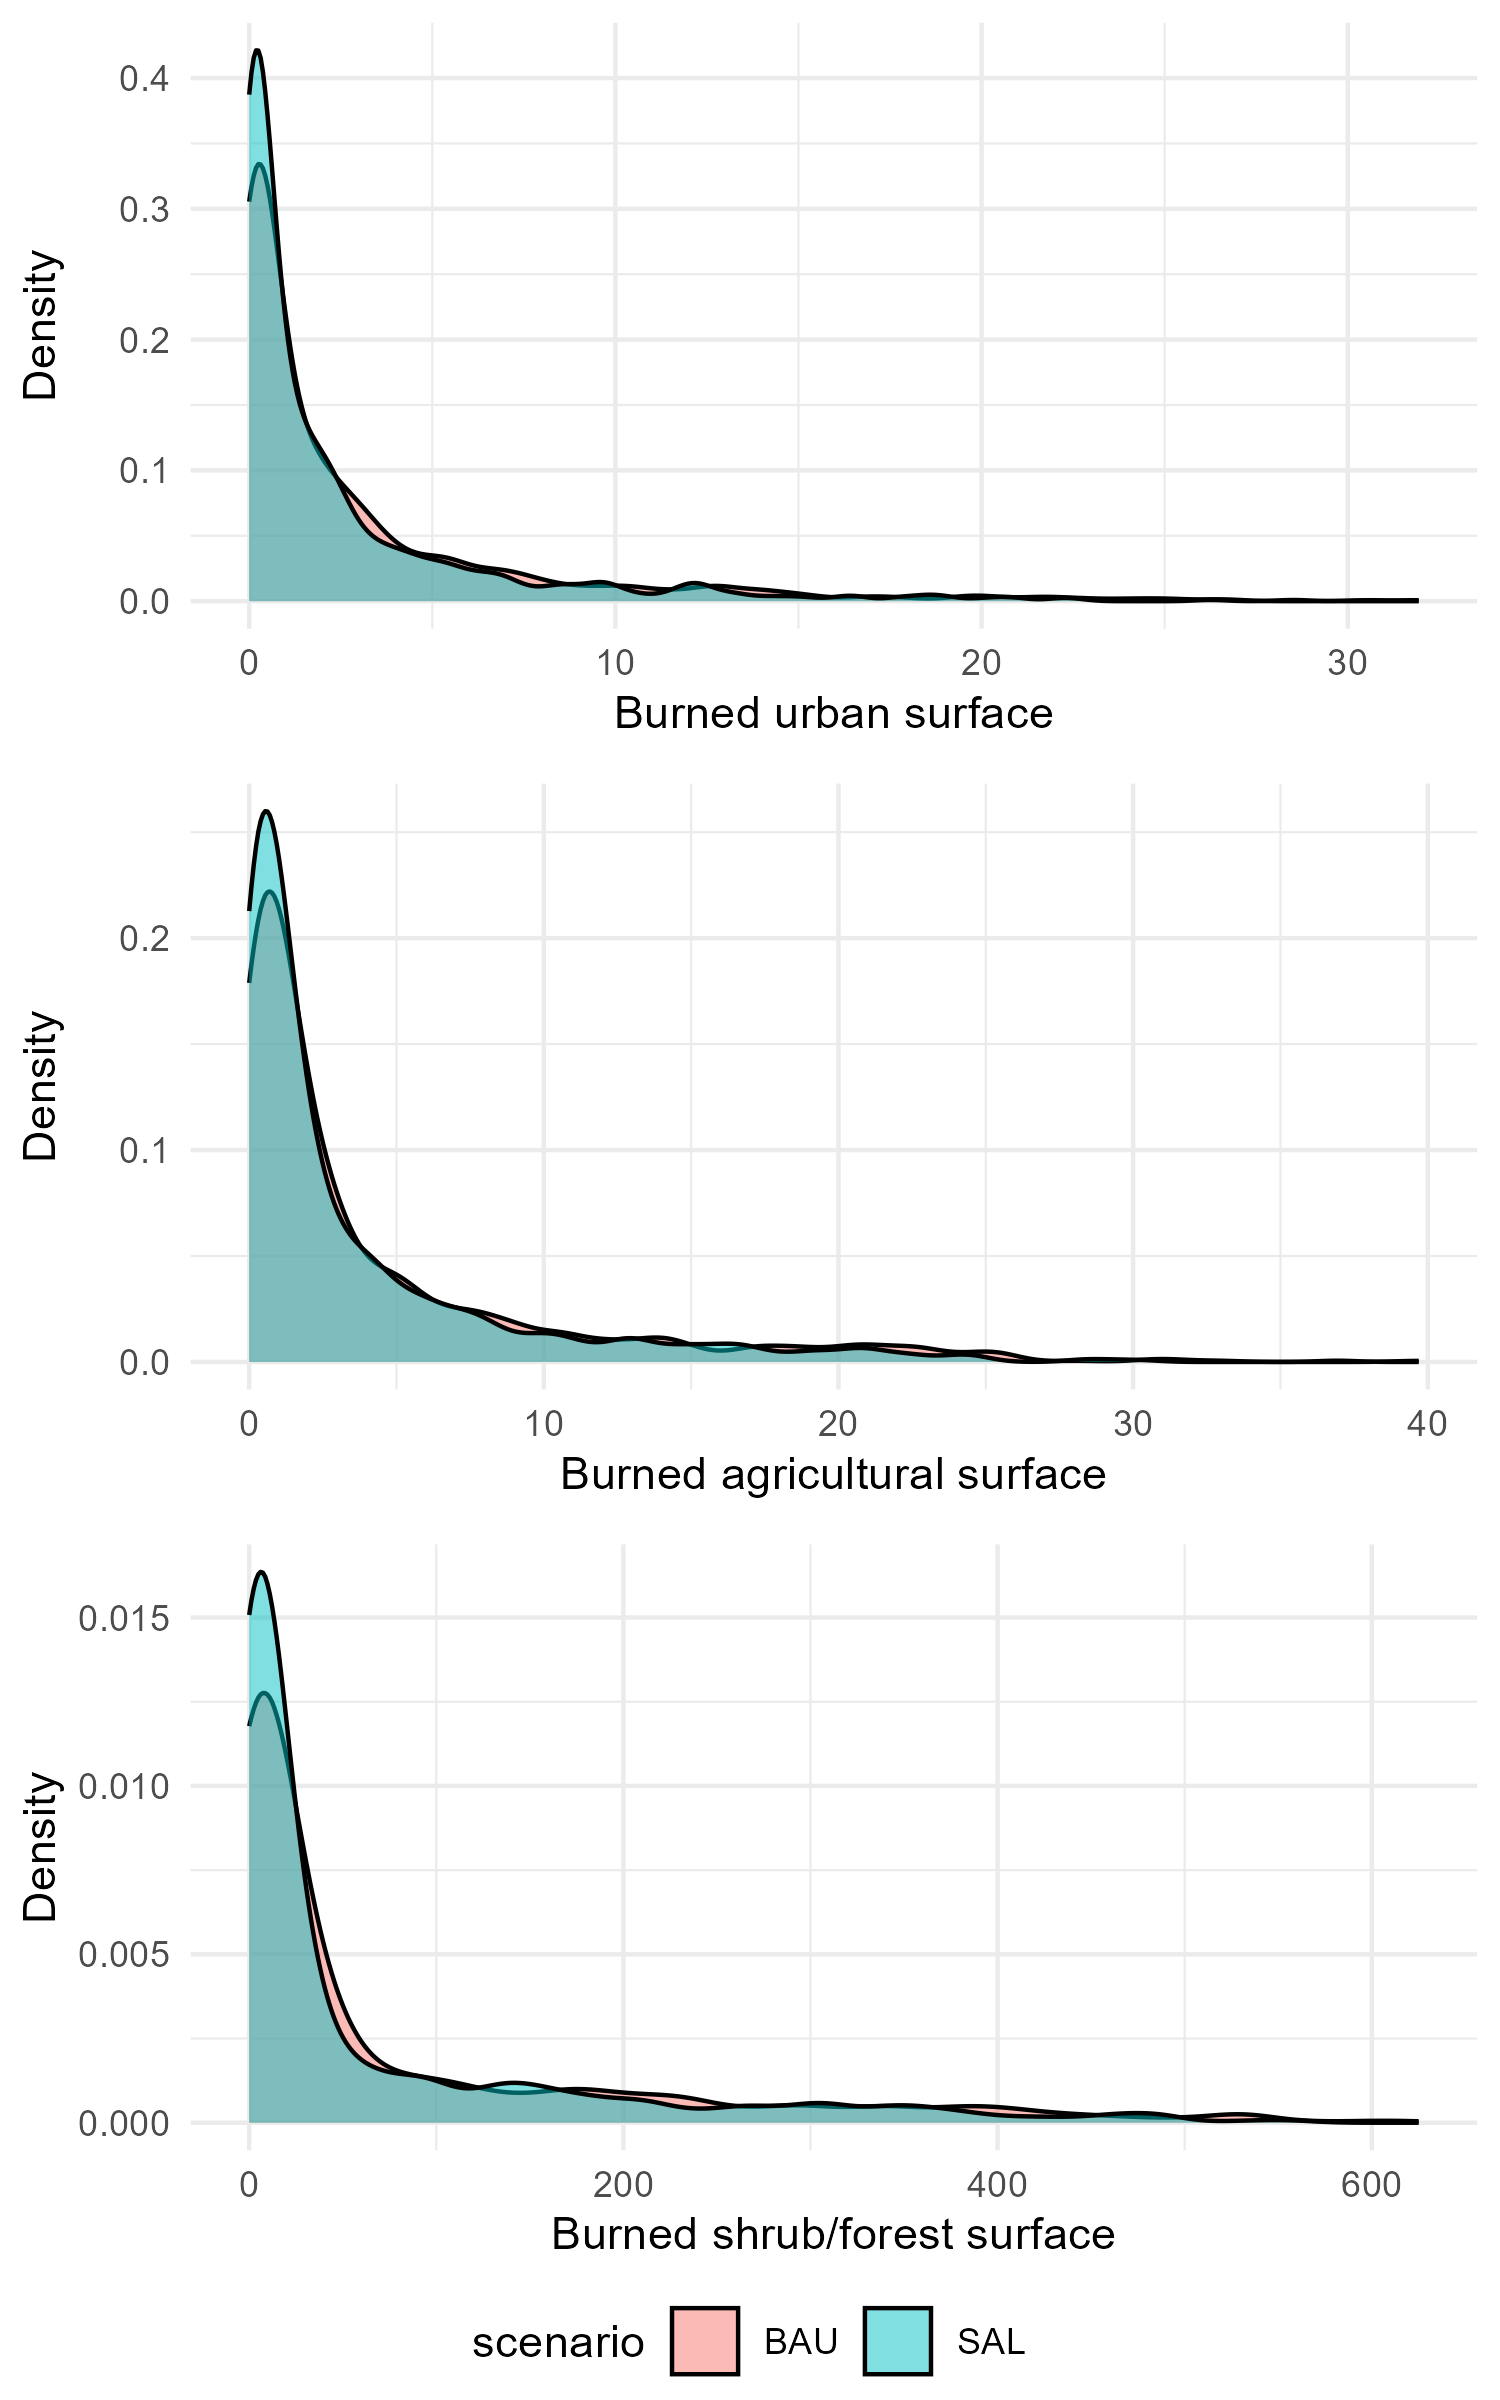 0.4
0.3
0.2
0.1
0.0
Density
0 10 20 30
Burned urban surface
0.2
0.1
0.0
Density
0 10 20 30 40
Burned agricultural surface
0.015
0.010
0.005
0.000
Density
0 200 400 600
Burned shrub/forest surface
scenario BAU SAL